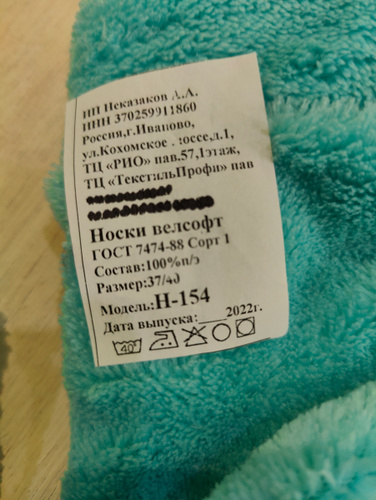 ИП Неказаков А.А.
ИНН 370259911860
Россия,г.Иваново,
ул.Кохомское .оссе,д.1,
ТЦ «РИО» пав.57,1этаж,
ТЦ «ТекстильПрофи» пав
Носки велсофт
ГОСТ 7474-88 Сорт 1
Состав:100%п/э
Размер:37/40
Модель:Н-154
Дата выпуска:____2022г.
40°